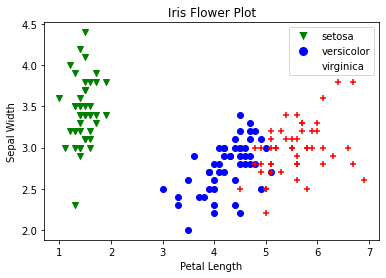 Iris Flower Plot
4.5
4.0
3.5
3.0
2.5
2.0
Sepal Width
setosa
versicolor
virginica
1 2 3 4 5 6 7
Petal Length